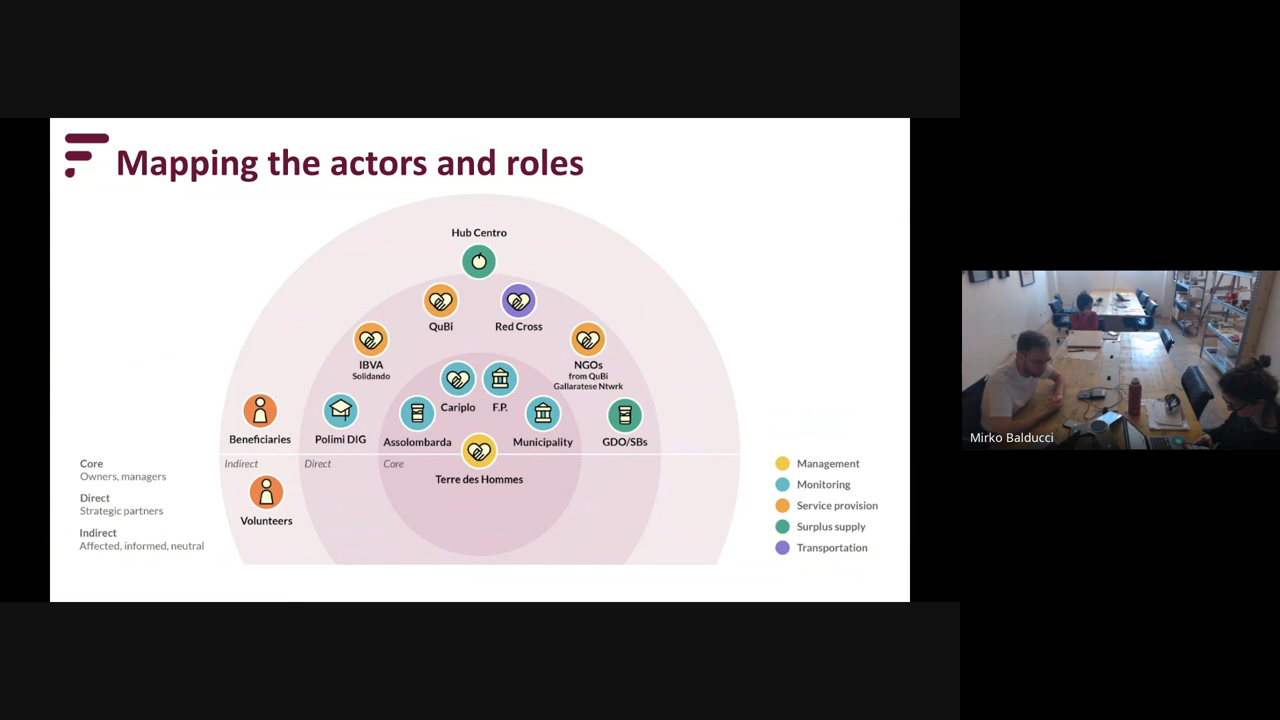 Mapping the actors and roles
Hub Centro
QuBi
Red Cross
IBVA
Solidando
NGOs
from QuBi
Gallaratese Ntwrk
Cariplo
F.P.
Beneficiaries
Polimi DIG
Assolombarda
Municipality
GDO/SBs
Indirect
Direct
Core
Terre des Hommes
Volunteers
Core
Owners, managers
Direct
Strategic partners
Indirect
Affected, informed, neutral
Management
Monitoring
Service provision
Surplus supply
Transportation
Mirko Balducci